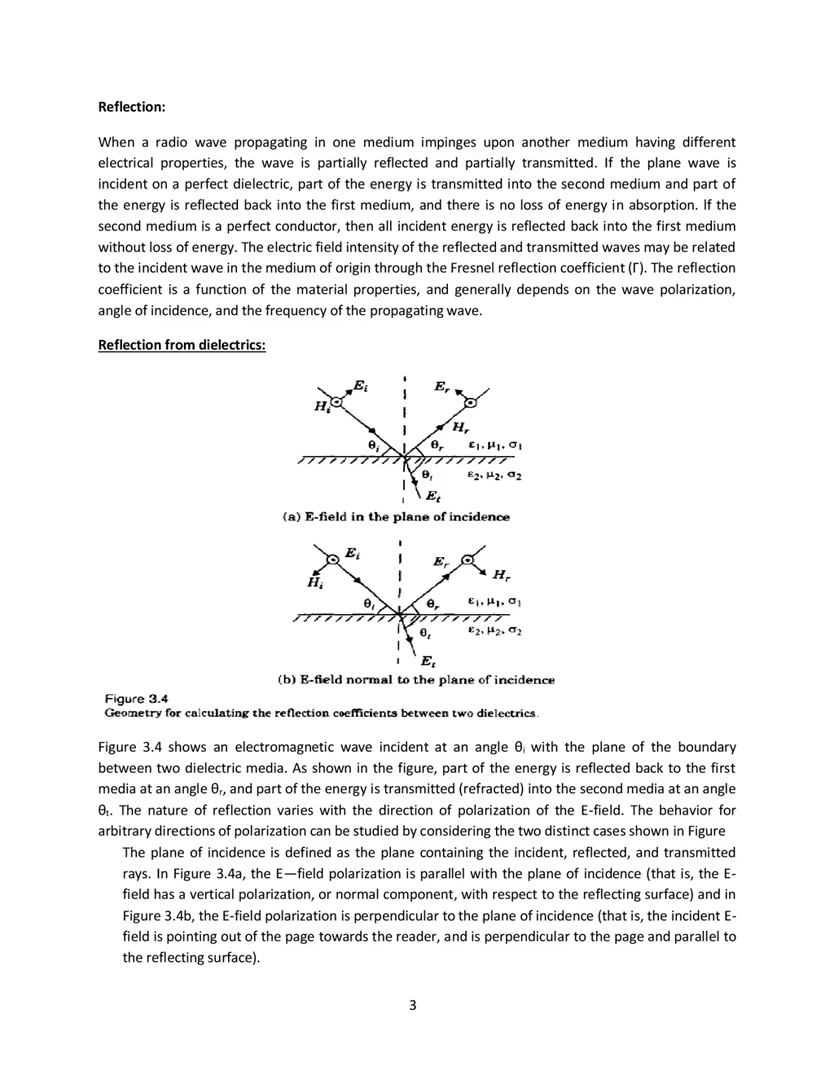 Reflection:
When a radio wave propagating in one medium impinges upon another medium having different
electrical properties, the wave is partially reflected and partially transmitted. If the plane wave is
incident on a perfect dielectric, part of the energy is transmitted into the second medium and part of
the energy is reflected back into the first medium, and there is no loss of energy in absorption. If the
second medium is a perfect conductor, then all incident energy is reflected back into the first medium
without loss of energy. The electric field intensity of the reflected and transmitted waves may be related
to the incident wave in the medium of origin through the Fresnel reflection coefficient (Γ). The reflection
coefficient is a function of the material properties, and generally depends on the wave polarization,
angle of incidence, and the frequency of the propagating wave.
Reflection from dielectrics:
Eᵢ Eᵣ
Hᵢ
Hᵣ
θᵢ θᵣ ε₁, μ₁, σ₁
θₜ ε₂, μ₂, σ₂
Eₜ
(a) E-field in the plane of incidence
Eᵢ Eᵣ
Hᵢ Hᵣ
θᵢ θᵣ ε₁, μ₁, σ₁
θₜ ε₂, μ₂, σ₂
Eₜ
(b) E-field normal to the plane of incidence
Figure 3.4
Geometry for calculating the reflection coefficients between two dielectrics.
Figure 3.4 shows an electromagnetic wave incident at an angle θᵢ with the plane of the boundary
between two dielectric media. As shown in the figure, part of the energy is reflected back to the first
media at an angle θᵣ, and part of the energy is transmitted (refracted) into the second media at an angle
θₜ. The nature of reflection varies with the direction of polarization of the E-field. The behavior for
arbitrary directions of polarization can be studied by considering the two distinct cases shown in Figure
The plane of incidence is defined as the plane containing the incident, reflected, and transmitted
rays. In Figure 3.4a, the E—field polarization is parallel with the plane of incidence (that is, the E-
field has a vertical polarization, or normal component, with respect to the reflecting surface) and in
Figure 3.4b, the E-field polarization is perpendicular to the plane of incidence (that is, the incident E-
field is pointing out of the page towards the reader, and is perpendicular to the page and parallel to
the reflecting surface).
3